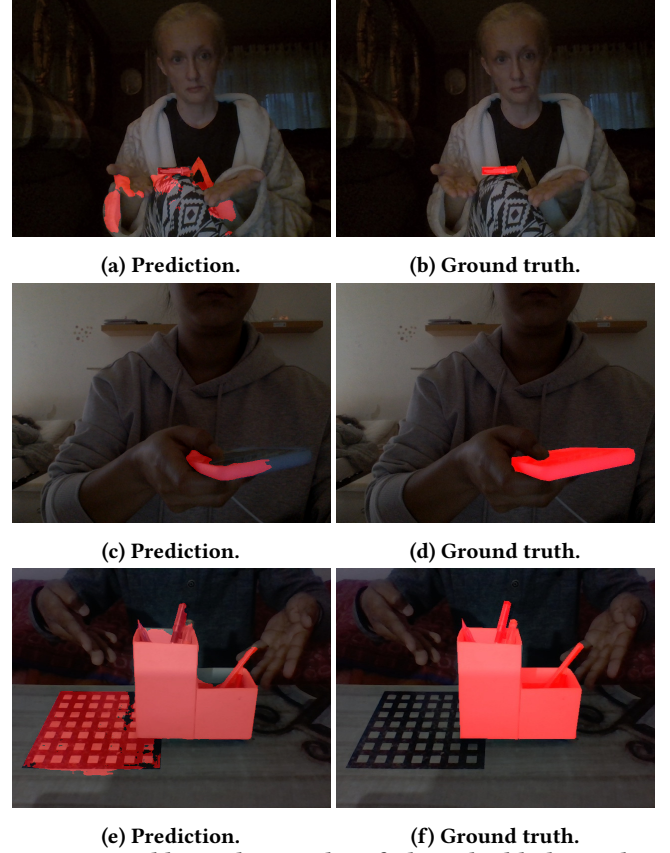 (a) Prediction.
(b) Ground truth.
(c) Prediction.
(d) Ground truth.
(e) Prediction.
(f) Ground truth.